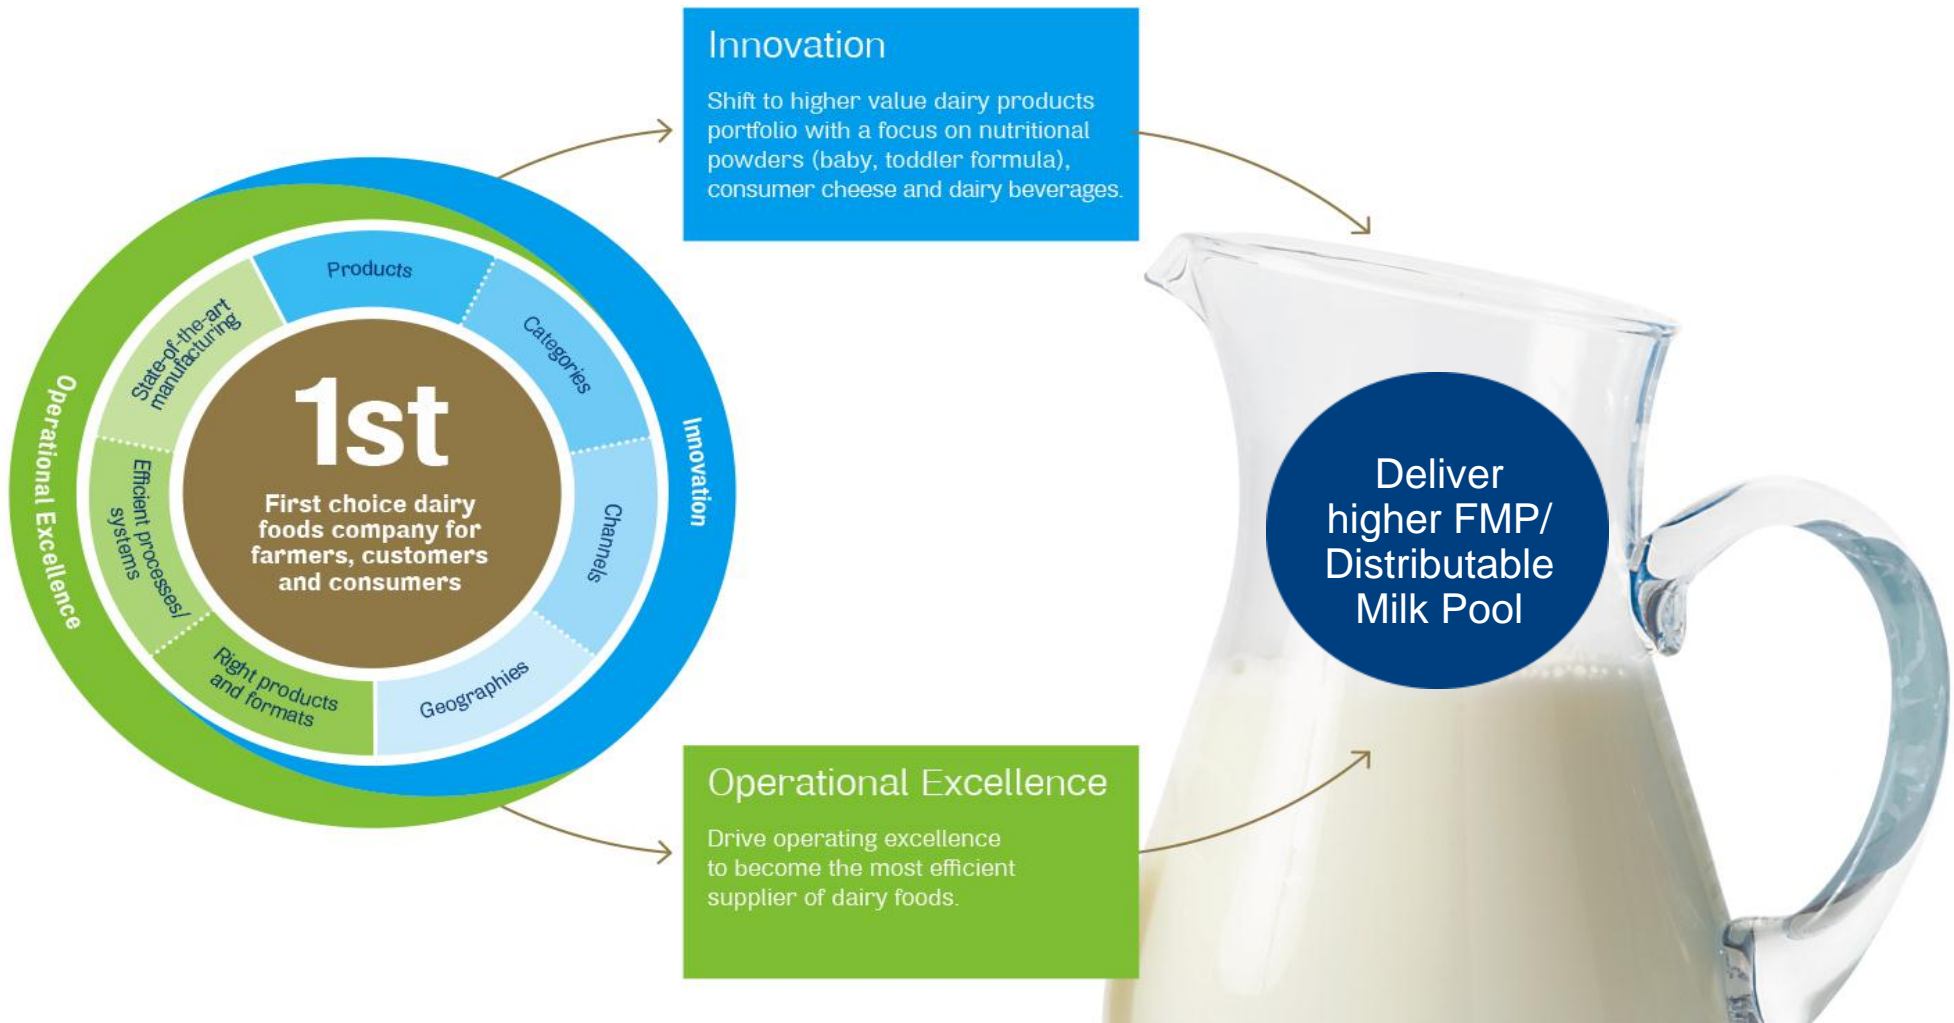 Innovation
Shift to higher value dairy products
portfolio with a focus on nutritional
powders (baby, toddler formula),
consumer cheese and dairy beverages.
Products
Categories
Channels
Geographies
Right products
and formats
Efficient processes/
systems
State-of-the-art
manufacturing
Operational Excellence
Innovation
1st
First choice dairy
foods company for
farmers, customers
and consumers
Operational Excellence
Drive operating excellence
to become the most efficient
supplier of dairy foods.
Deliver
higher FMP/
Distributable
Milk Pool